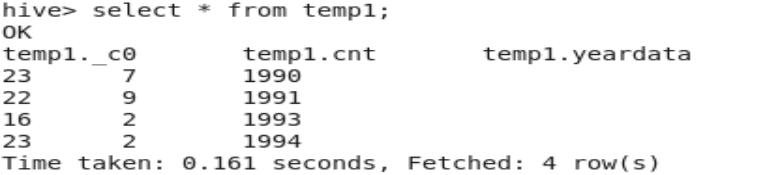 hive> select * from temp1;
OK
temp1._c0 temp1.cnt temp1.yeardata
23 7 1990
22 9 1991
16 2 1993
23 2 1994
Time taken: 0.161 seconds, Fetched: 4 row(s)